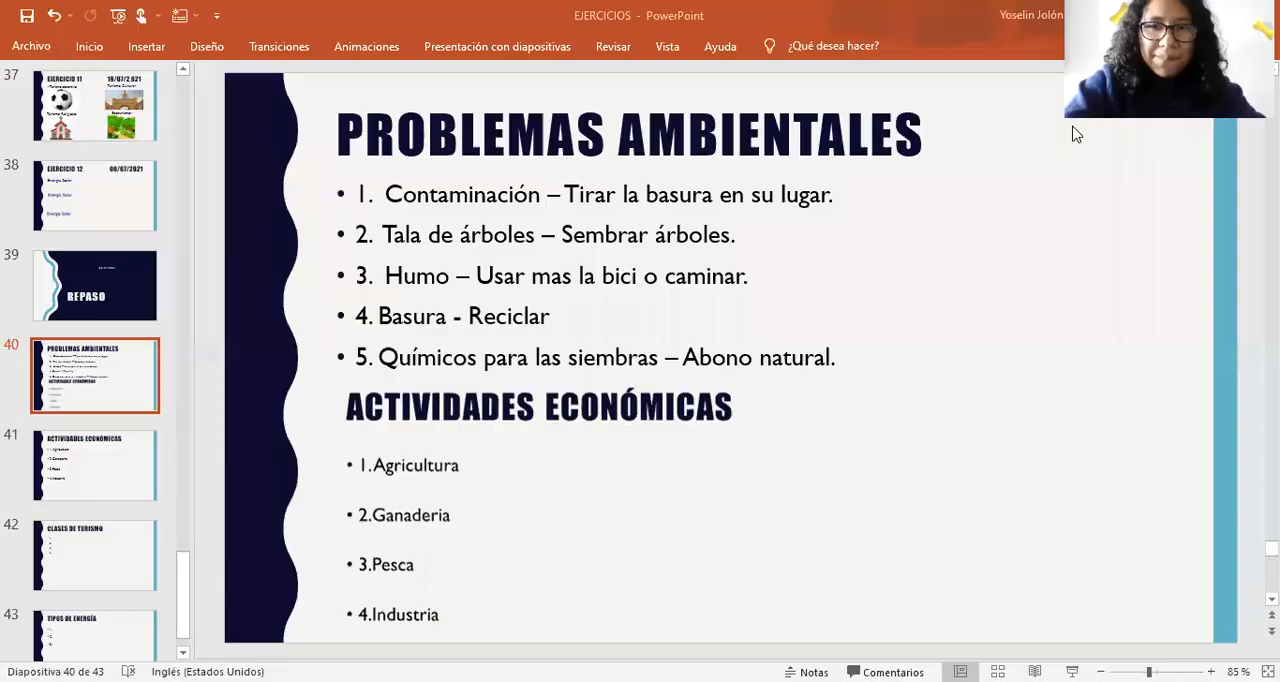 EJERCICIOS - PowerPoint
Yoselin Jolón
Archivo Inicio Insertar Diseño Transiciones Animaciones Presentación con diapositivas Revisar Vista Ayuda ¿Qué desea hacer?
37
EJERCICIO 11
38
EJERCICIO 12
Energía Solar
39
REPASO
40
PROBLEMAS AMBIENTALES
ACTIVIDADES ECONÓMICAS
41
ACTIVIDADES ECONÓMICAS
42
CLASES DE TURISMO
43
TIPOS DE ENERGÍA
PROBLEMAS AMBIENTALES
• 1. Contaminación – Tirar la basura en su lugar.
• 2. Tala de árboles – Sembrar árboles.
• 3. Humo – Usar mas la bici o caminar.
• 4. Basura - Reciclar
• 5. Químicos para las siembras – Abono natural.
ACTIVIDADES ECONÓMICAS
• 1.Agricultura
• 2.Ganaderia
• 3.Pesca
• 4.Industria
Diapositiva 40 de 43 Inglés (Estados Unidos) Notas Comentarios 85 %